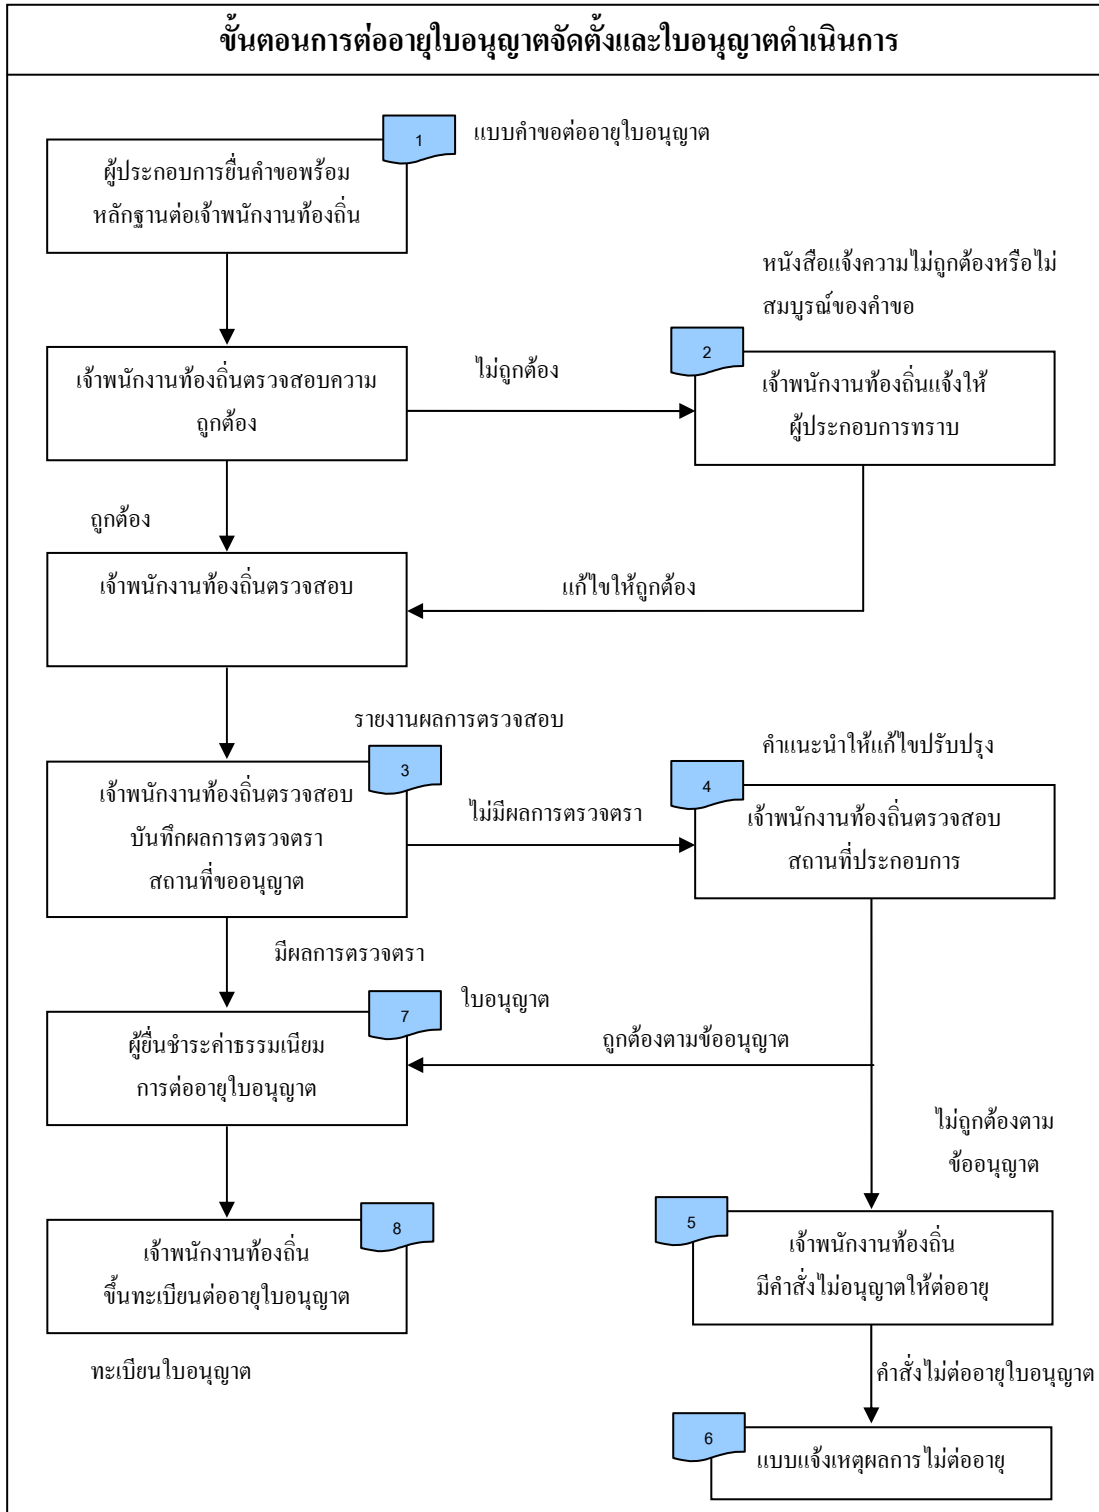 ขั้นตอนการต่ออายุใบอนุญาตจัดตั้งและใบอนุญาตดำเนินการ
1
แบบคำขอต่ออายุใบอนุญาต
ผู้ประกอบการยื่นคำขอพร้อม
หลักฐานต่อเจ้าพนักงานท้องถิ่น
หนังสือแจ้งความไม่ถูกต้องหรือไม่
สมบูรณ์ของคำขอ
2
เจ้าพนักงานท้องถิ่นตรวจสอบความ
ถูกต้อง
ไม่ถูกต้อง
เจ้าพนักงานท้องถิ่นแจ้งให้
ผู้ประกอบการทราบ
ถูกต้อง
เจ้าพนักงานท้องถิ่นตรวจสอบ
แก้ไขให้ถูกต้อง
รายงานผลการตรวจสอบ
3
เจ้าพนักงานท้องถิ่นตรวจสอบ
บันทึกผลการตรวจตรา
สถานที่ขออนุญาต
ไม่มีผลการตรวจตรา
คำแนะนำให้แก้ไขปรับปรุง
4
เจ้าพนักงานท้องถิ่นตรวจสอบ
สถานที่ประกอบการ
มีผลการตรวจตรา
ใบอนุญาต
7
ผู้ยื่นชำระค่าธรรมเนียม
การต่ออายุใบอนุญาต
ถูกต้องตามข้ออนุญาต
ไม่ถูกต้องตาม
ข้ออนุญาต
8
เจ้าพนักงานท้องถิ่น
ขึ้นทะเบียนต่ออายุใบอนุญาต
ทะเบียนใบอนุญาต
5
เจ้าพนักงานท้องถิ่น
มีคำสั่งไม่อนุญาตให้ต่ออายุ
คำสั่งไม่ต่ออายุใบอนุญาต
6
แบบแจ้งเหตุผลการไม่ต่ออายุ